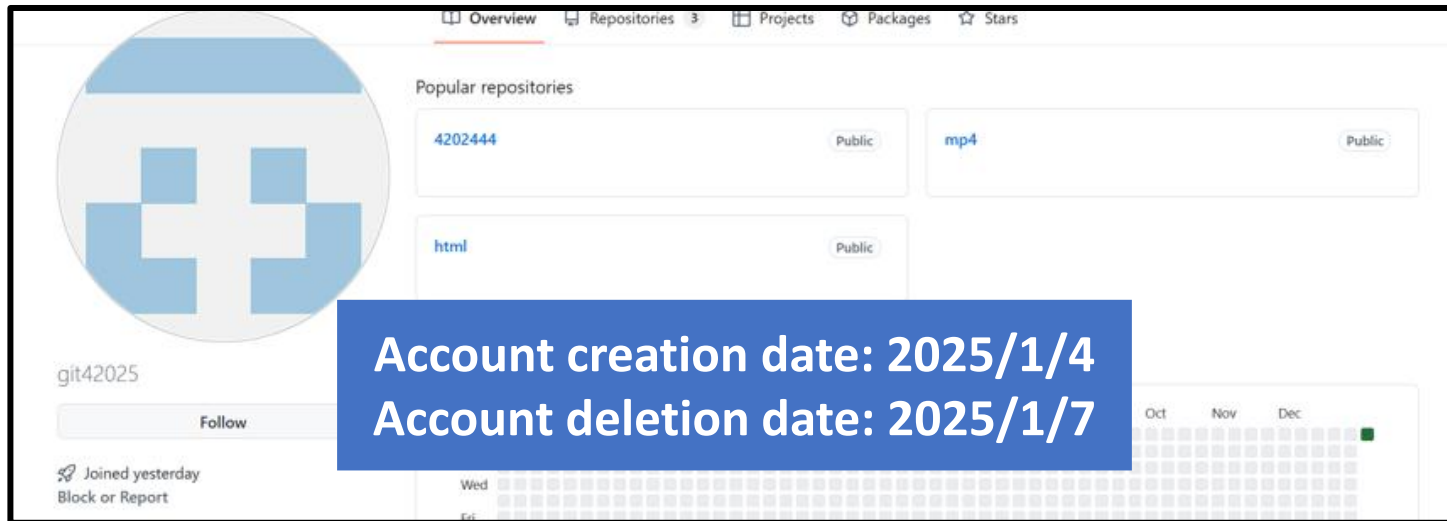 Overview Repositories 3 Projects Packages Stars
Popular repositories
4202444 Public
mp4 Public
html Public
git42025
Follow
Joined yesterday
Block or Report
Account creation date: 2025/1/4
Account deletion date: 2025/1/7
Oct Nov Dec
Wed
Fri